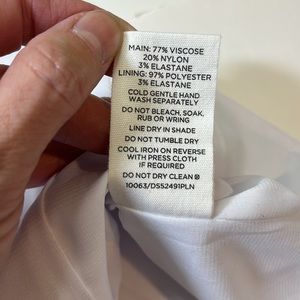 MAIN: 77% VISCOSE
20% NYLON
3% ELASTANE
LINING: 97% POLYESTER
3% ELASTANE
COLD GENTLE HAND
WASH SEPARATELY
DO NOT BLEACH, SOAK,
RUB OR WRING
LINE DRY IN SHADE
DO NOT TUMBLE DRY
COOL IRON ON REVERSE
WITH PRESS CLOTH
IF REQUIRED
DO NOT DRY CLEAN ®
10063/D552491PLN